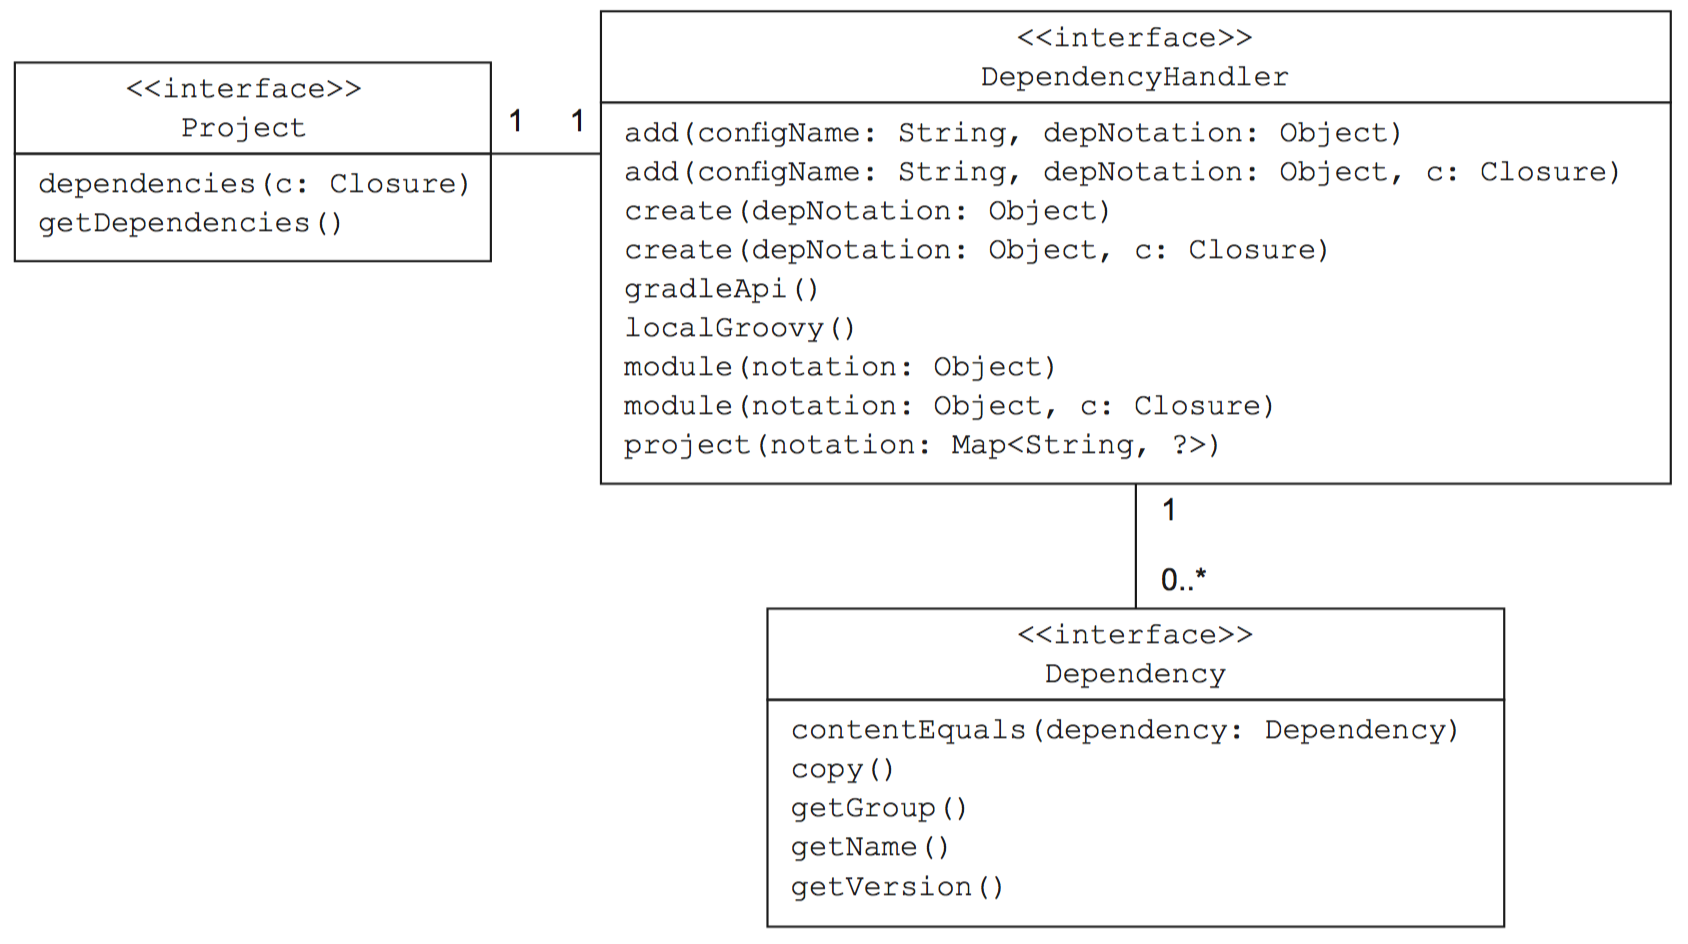 <<interface>>
Project
dependencies(c: Closure)
getDependencies()
1 1
<<interface>>
DependencyHandler
add(configName: String, depNotation: Object)
add(configName: String, depNotation: Object, c: Closure)
create(depNotation: Object)
create(depNotation: Object, c: Closure)
gradleApi()
localGroovy()
module(notation: Object)
module(notation: Object, c: Closure)
project(notation: Map<String, ?>)
1
0..*
<<interface>>
Dependency
contentEquals(dependency: Dependency)
copy()
getGroup()
getName()
getVersion()